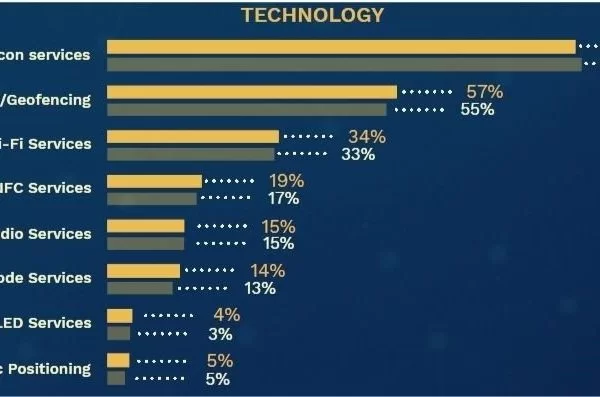 TECHNOLOGY
con services
/Geofencing
57%
55%
i-Fi Services
34%
33%
NFC Services
19%
17%
dio Services
15%
15%
ode Services
14%
13%
LED Services
4%
3%
c Positioning
5%
5%